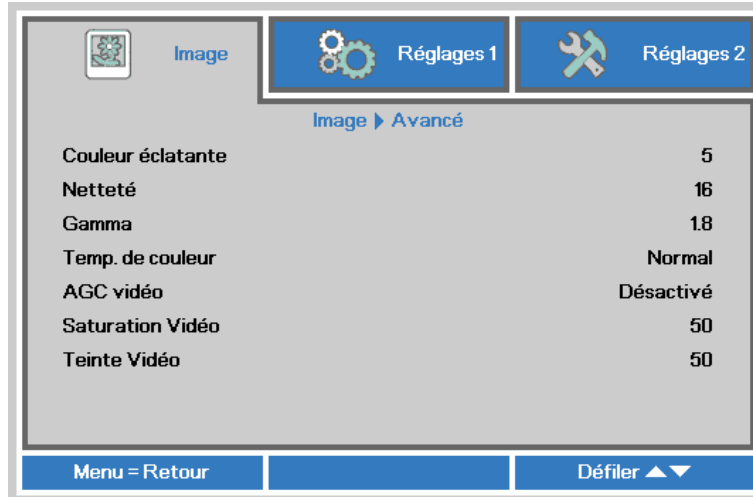 Image
Réglages 1
Réglages 2
Image ▶ Avancé
Couleur éclatante 5
Netteté 16
Gamma 1.8
Temp. de couleur Normal
AGC vidéo Désactivé
Saturation Vidéo 50
Teinte Vidéo 50
Menu = Retour
Défiler ▲▼